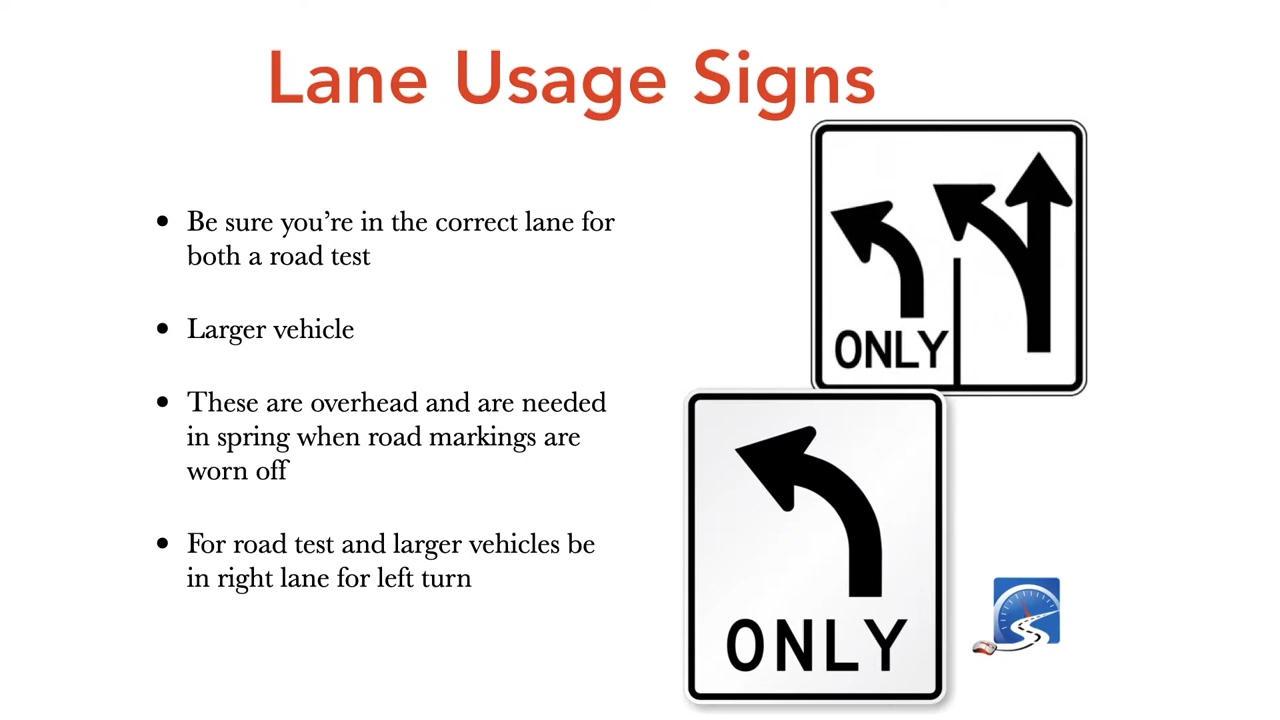 Lane Usage Signs
• Be sure you’re in the correct lane for
both a road test
• Larger vehicle
• These are overhead and are needed
in spring when road markings are
worn off
• For road test and larger vehicles be
in right lane for left turn
ONLY
ONLY